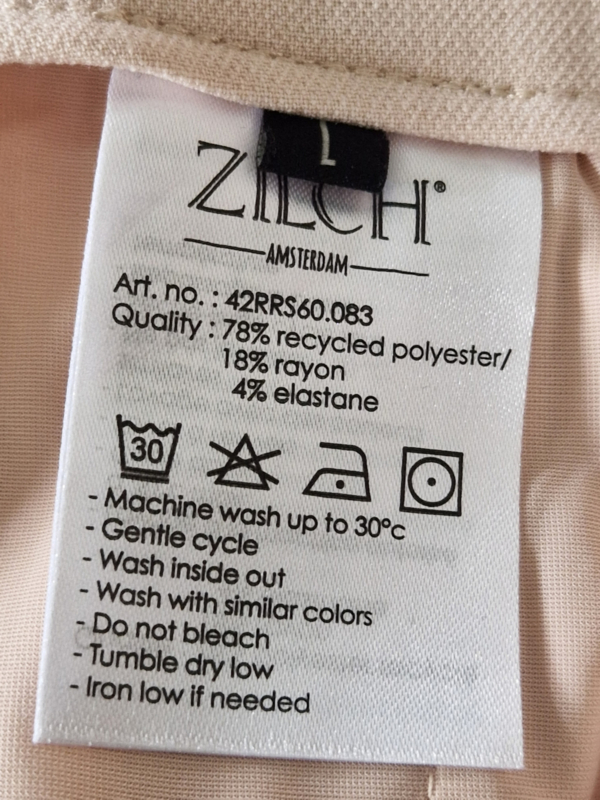 L
ZILCH®
AMSTERDAM
Art. no. : 42RRS60.083
Quality : 78% recycled polyester/
18% rayon
4% elastane
30
- Machine wash up to 30°c
- Gentle cycle
- Wash inside out
- Wash with similar colors
- Do not bleach
- Tumble dry low
- Iron low if needed